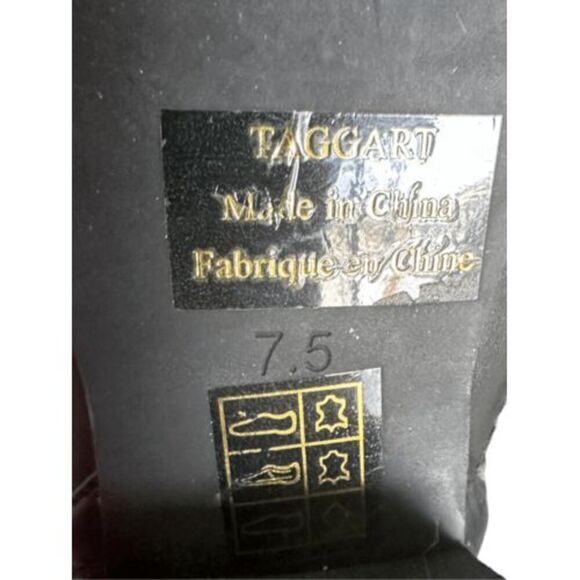 TAGGART
Made in China
Fabrique en Chine
7.5